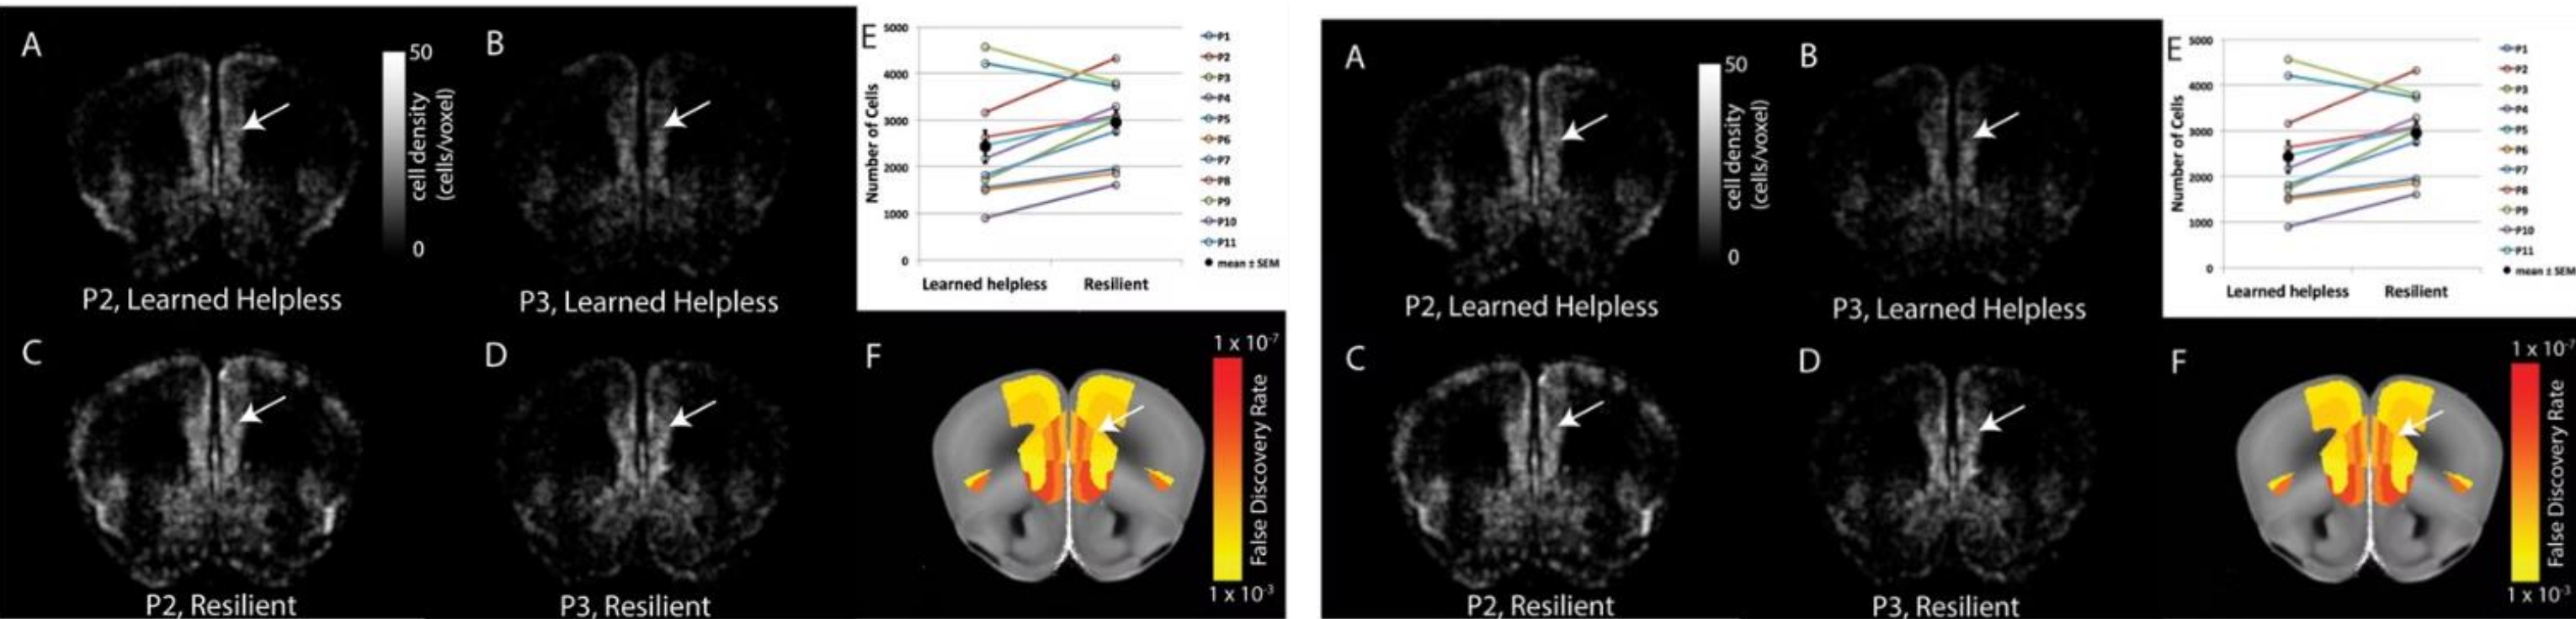 A
50
cell density
(cells/voxel)
0
P2, Learned Helpless
B
P3, Learned Helpless
E
5000
4000
3000
2000
1000
0
Number of Cells
Learned helpless
Resilient
P1
P2
P3
P4
P5
P6
P7
P8
P9
P10
P11
mean ± SEM
C
P2, Resilient
D
P3, Resilient
F
1 x 10⁻⁷
False Discovery Rate
1 x 10⁻³
A
50
cell density
(cells/voxel)
0
P2, Learned Helpless
B
P3, Learned Helpless
E
5000
4000
3000
2000
1000
0
Number of Cells
Learned helpless
Resilient
P1
P2
P3
P4
P5
P6
P7
P8
P9
P10
P11
mean ± SEM
C
P2, Resilient
D
P3, Resilient
F
1 x 10⁻⁷
False Discovery Rate
1 x 10⁻³